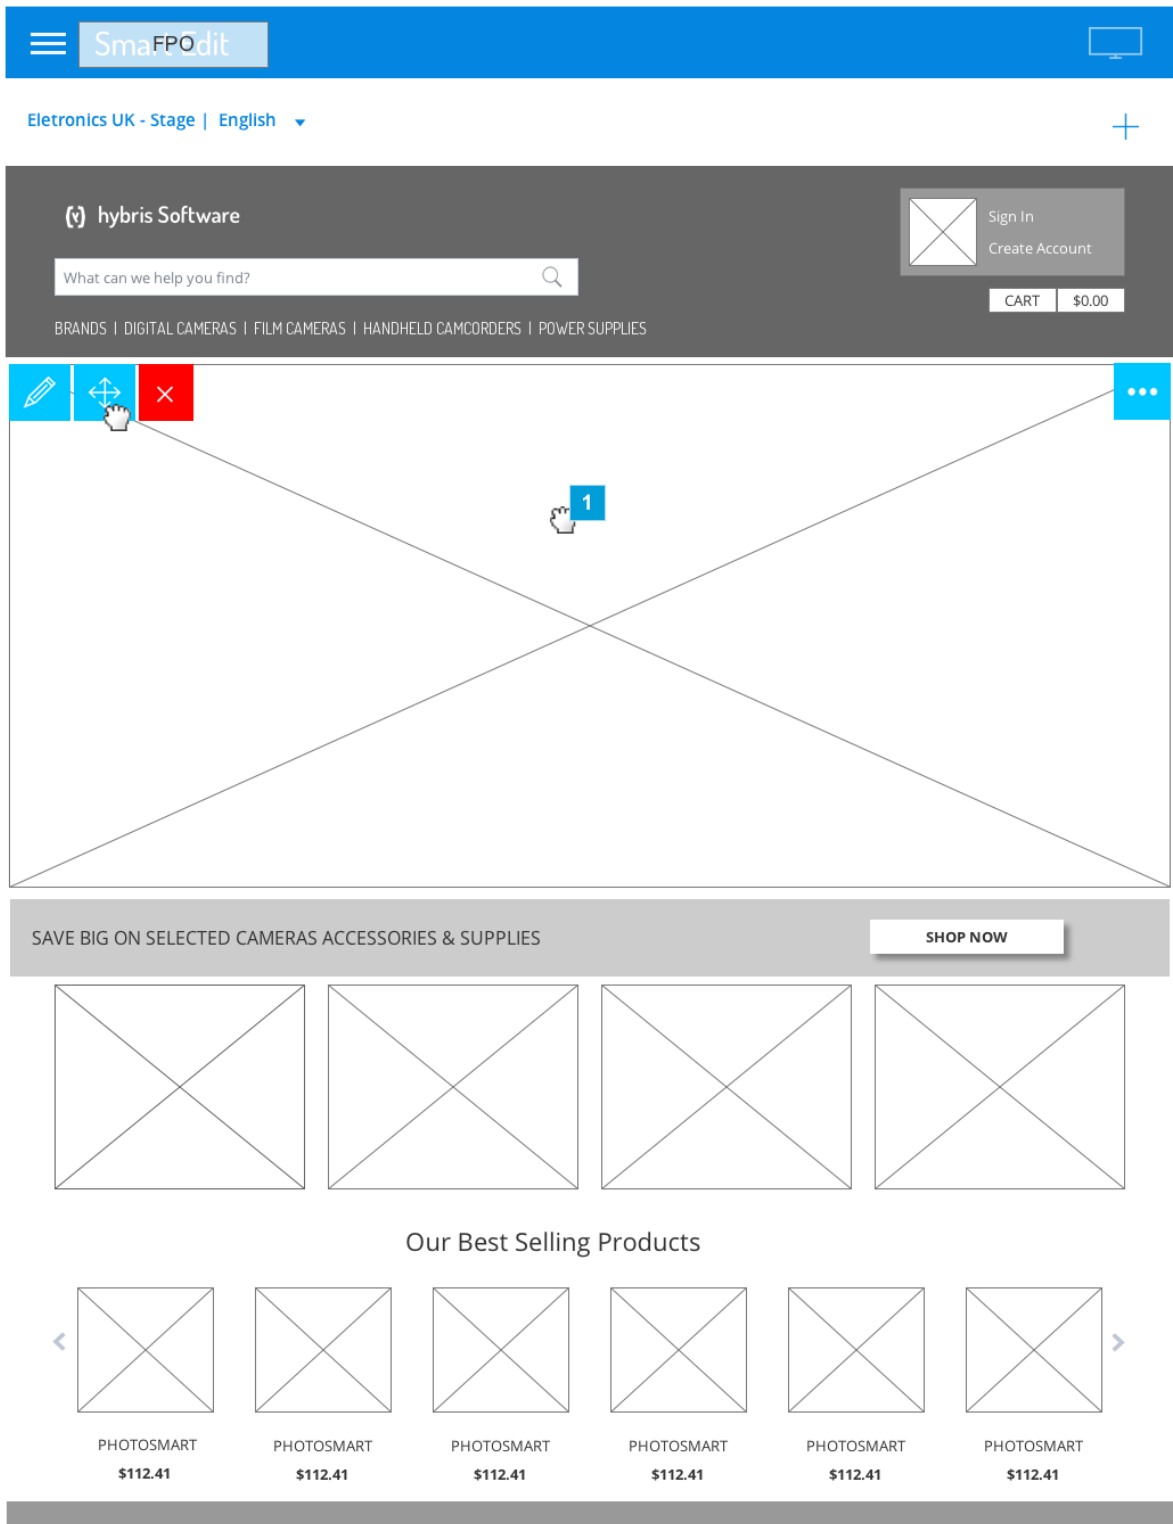 Smart Edit
FPO
Eletronics UK - Stage | English
hybris Software
Sign In
Create Account
What can we help you find?
CART $0.00
BRANDS | DIGITAL CAMERAS | FILM CAMERAS | HANDHELD CAMCORDERS | POWER SUPPLIES
1
SAVE BIG ON SELECTED CAMERAS ACCESSORIES & SUPPLIES
SHOP NOW
Our Best Selling Products
PHOTOSMART PHOTOSMART PHOTOSMART PHOTOSMART PHOTOSMART PHOTOSMART
$112.41 $112.41 $112.41 $112.41 $112.41 $112.41